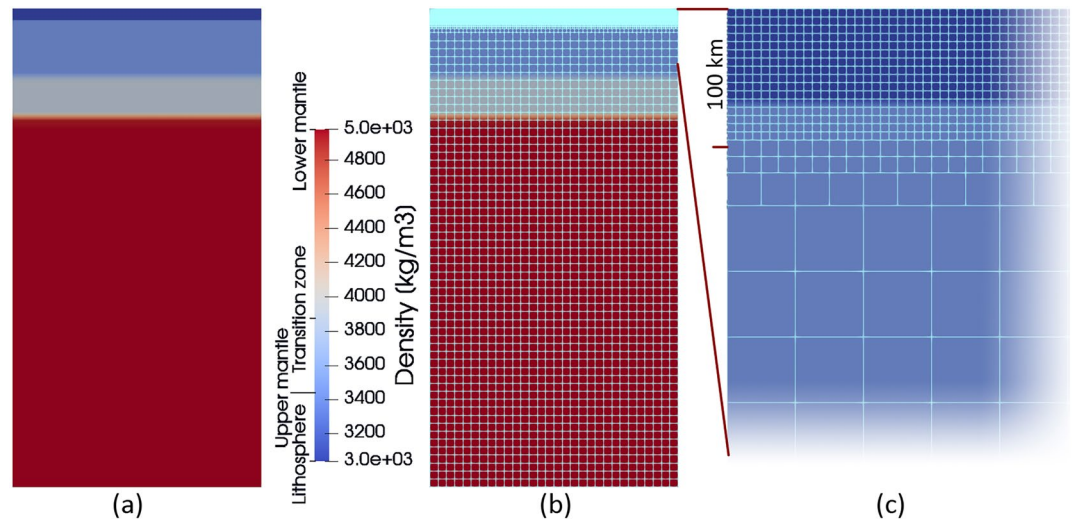 Lithosphere
Upper mantle
Transition zone
Lower mantle
5.0e+03
4800
4600
4400
4200
4000
3800
3600
3400
3200
3.0e+03
Density (kg/m3)
100 km
(a)
(b)
(c)